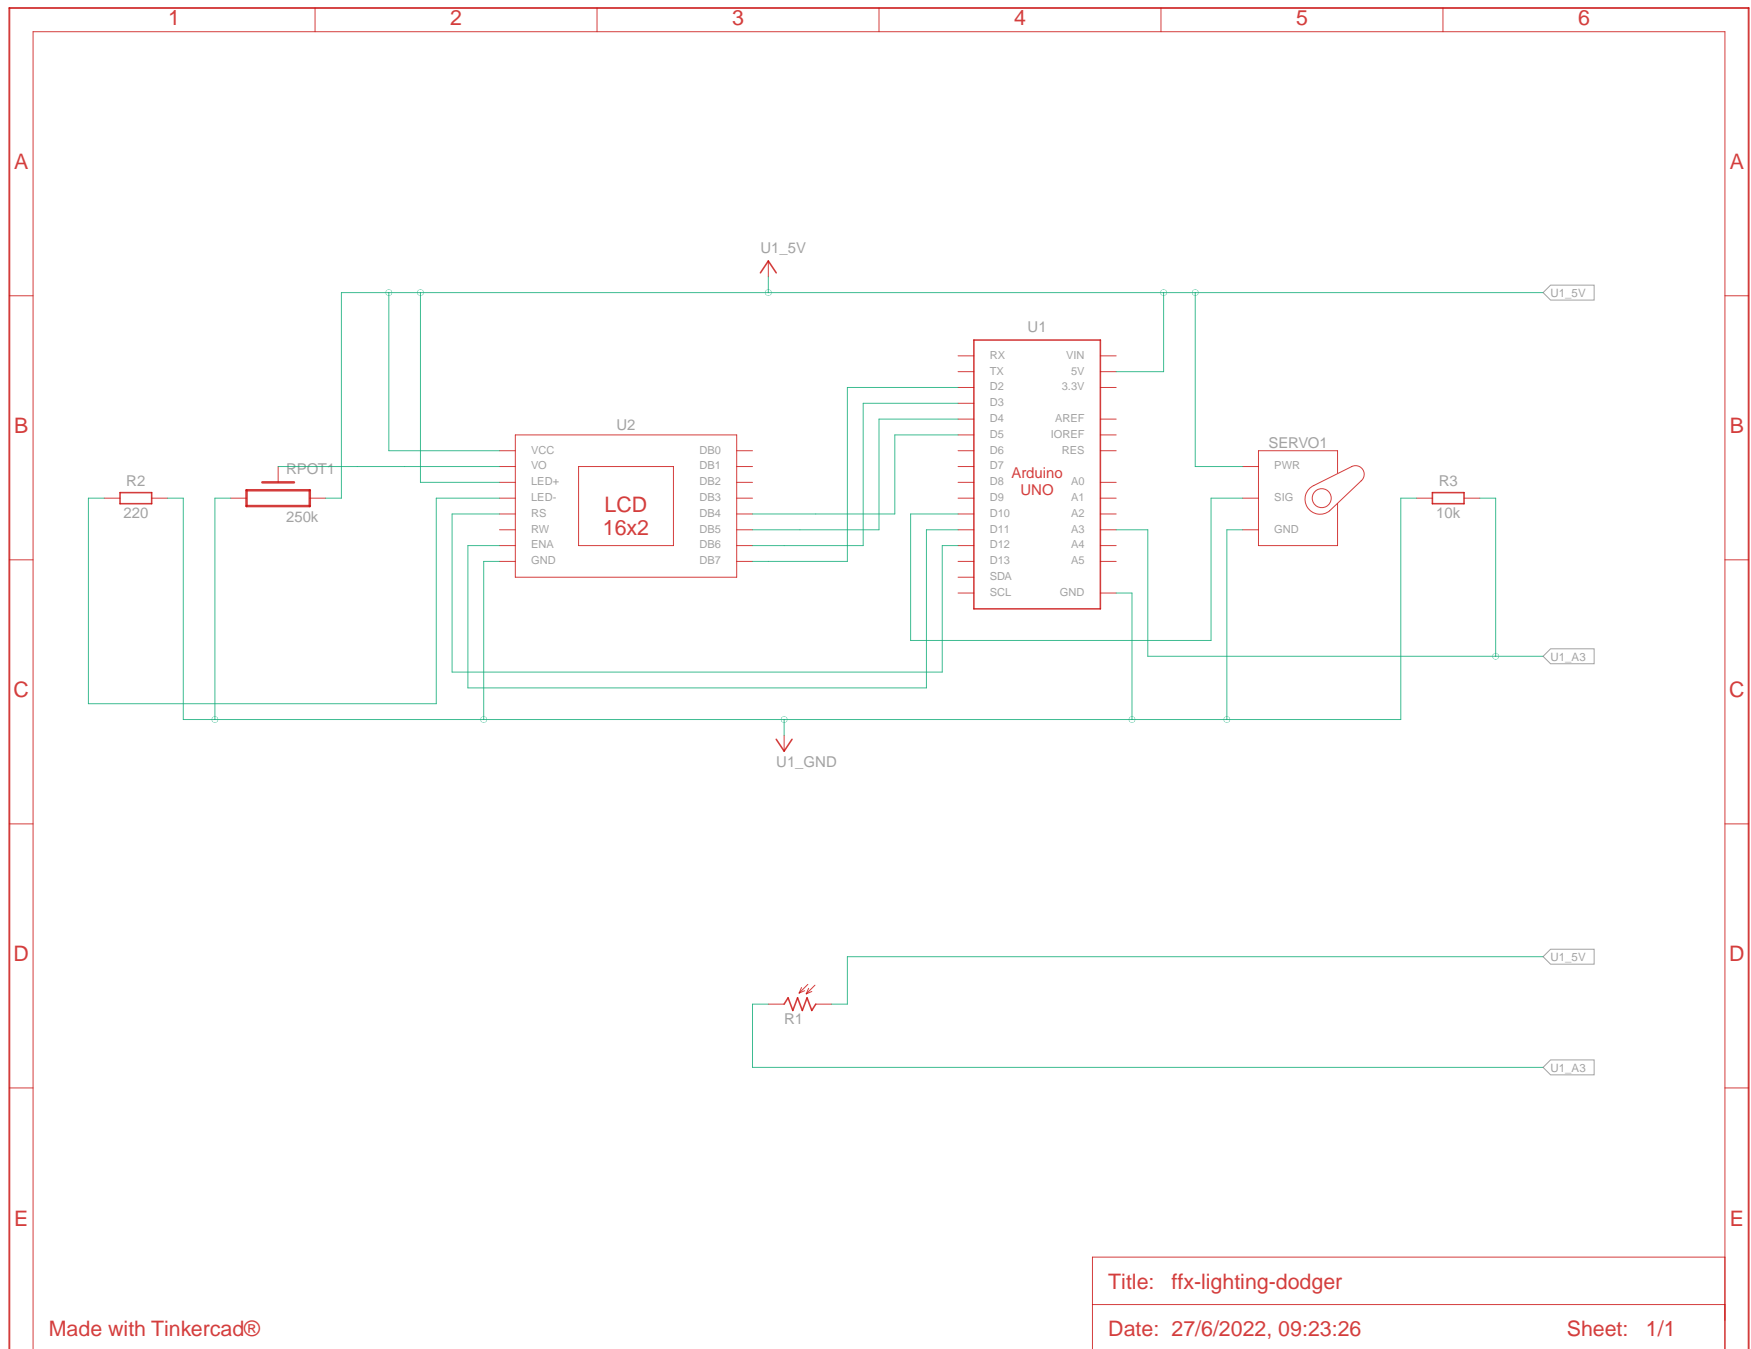 1 2 3 4 5 6
A A
U1_5V
U1_5V
U1
RX VIN
TX 5V
D2 3.3V
D3
D4 AREF
D5 IOREF
D6 RES
D7
D8 A0
D9 A1
D10 A2
D11 A3
D12 A4
D13 A5
SDA
SCL GND
Arduino
UNO
B B
U2
VCC DB0
VO DB1
LED+ DB2
LED- DB3
RS DB4
RW DB5
ENA DB6
GND DB7
LCD
16x2
SERVO1
PWR
SIG
GND
RPOT1
250k
R2
220
R3
10k
U1_A3
C C
U1_GND
D D
U1_5V
R1
U1_A3
E E
Title: ffx-lighting-dodger
Made with Tinkercad®
Date: 27/6/2022, 09:23:26 Sheet: 1/1